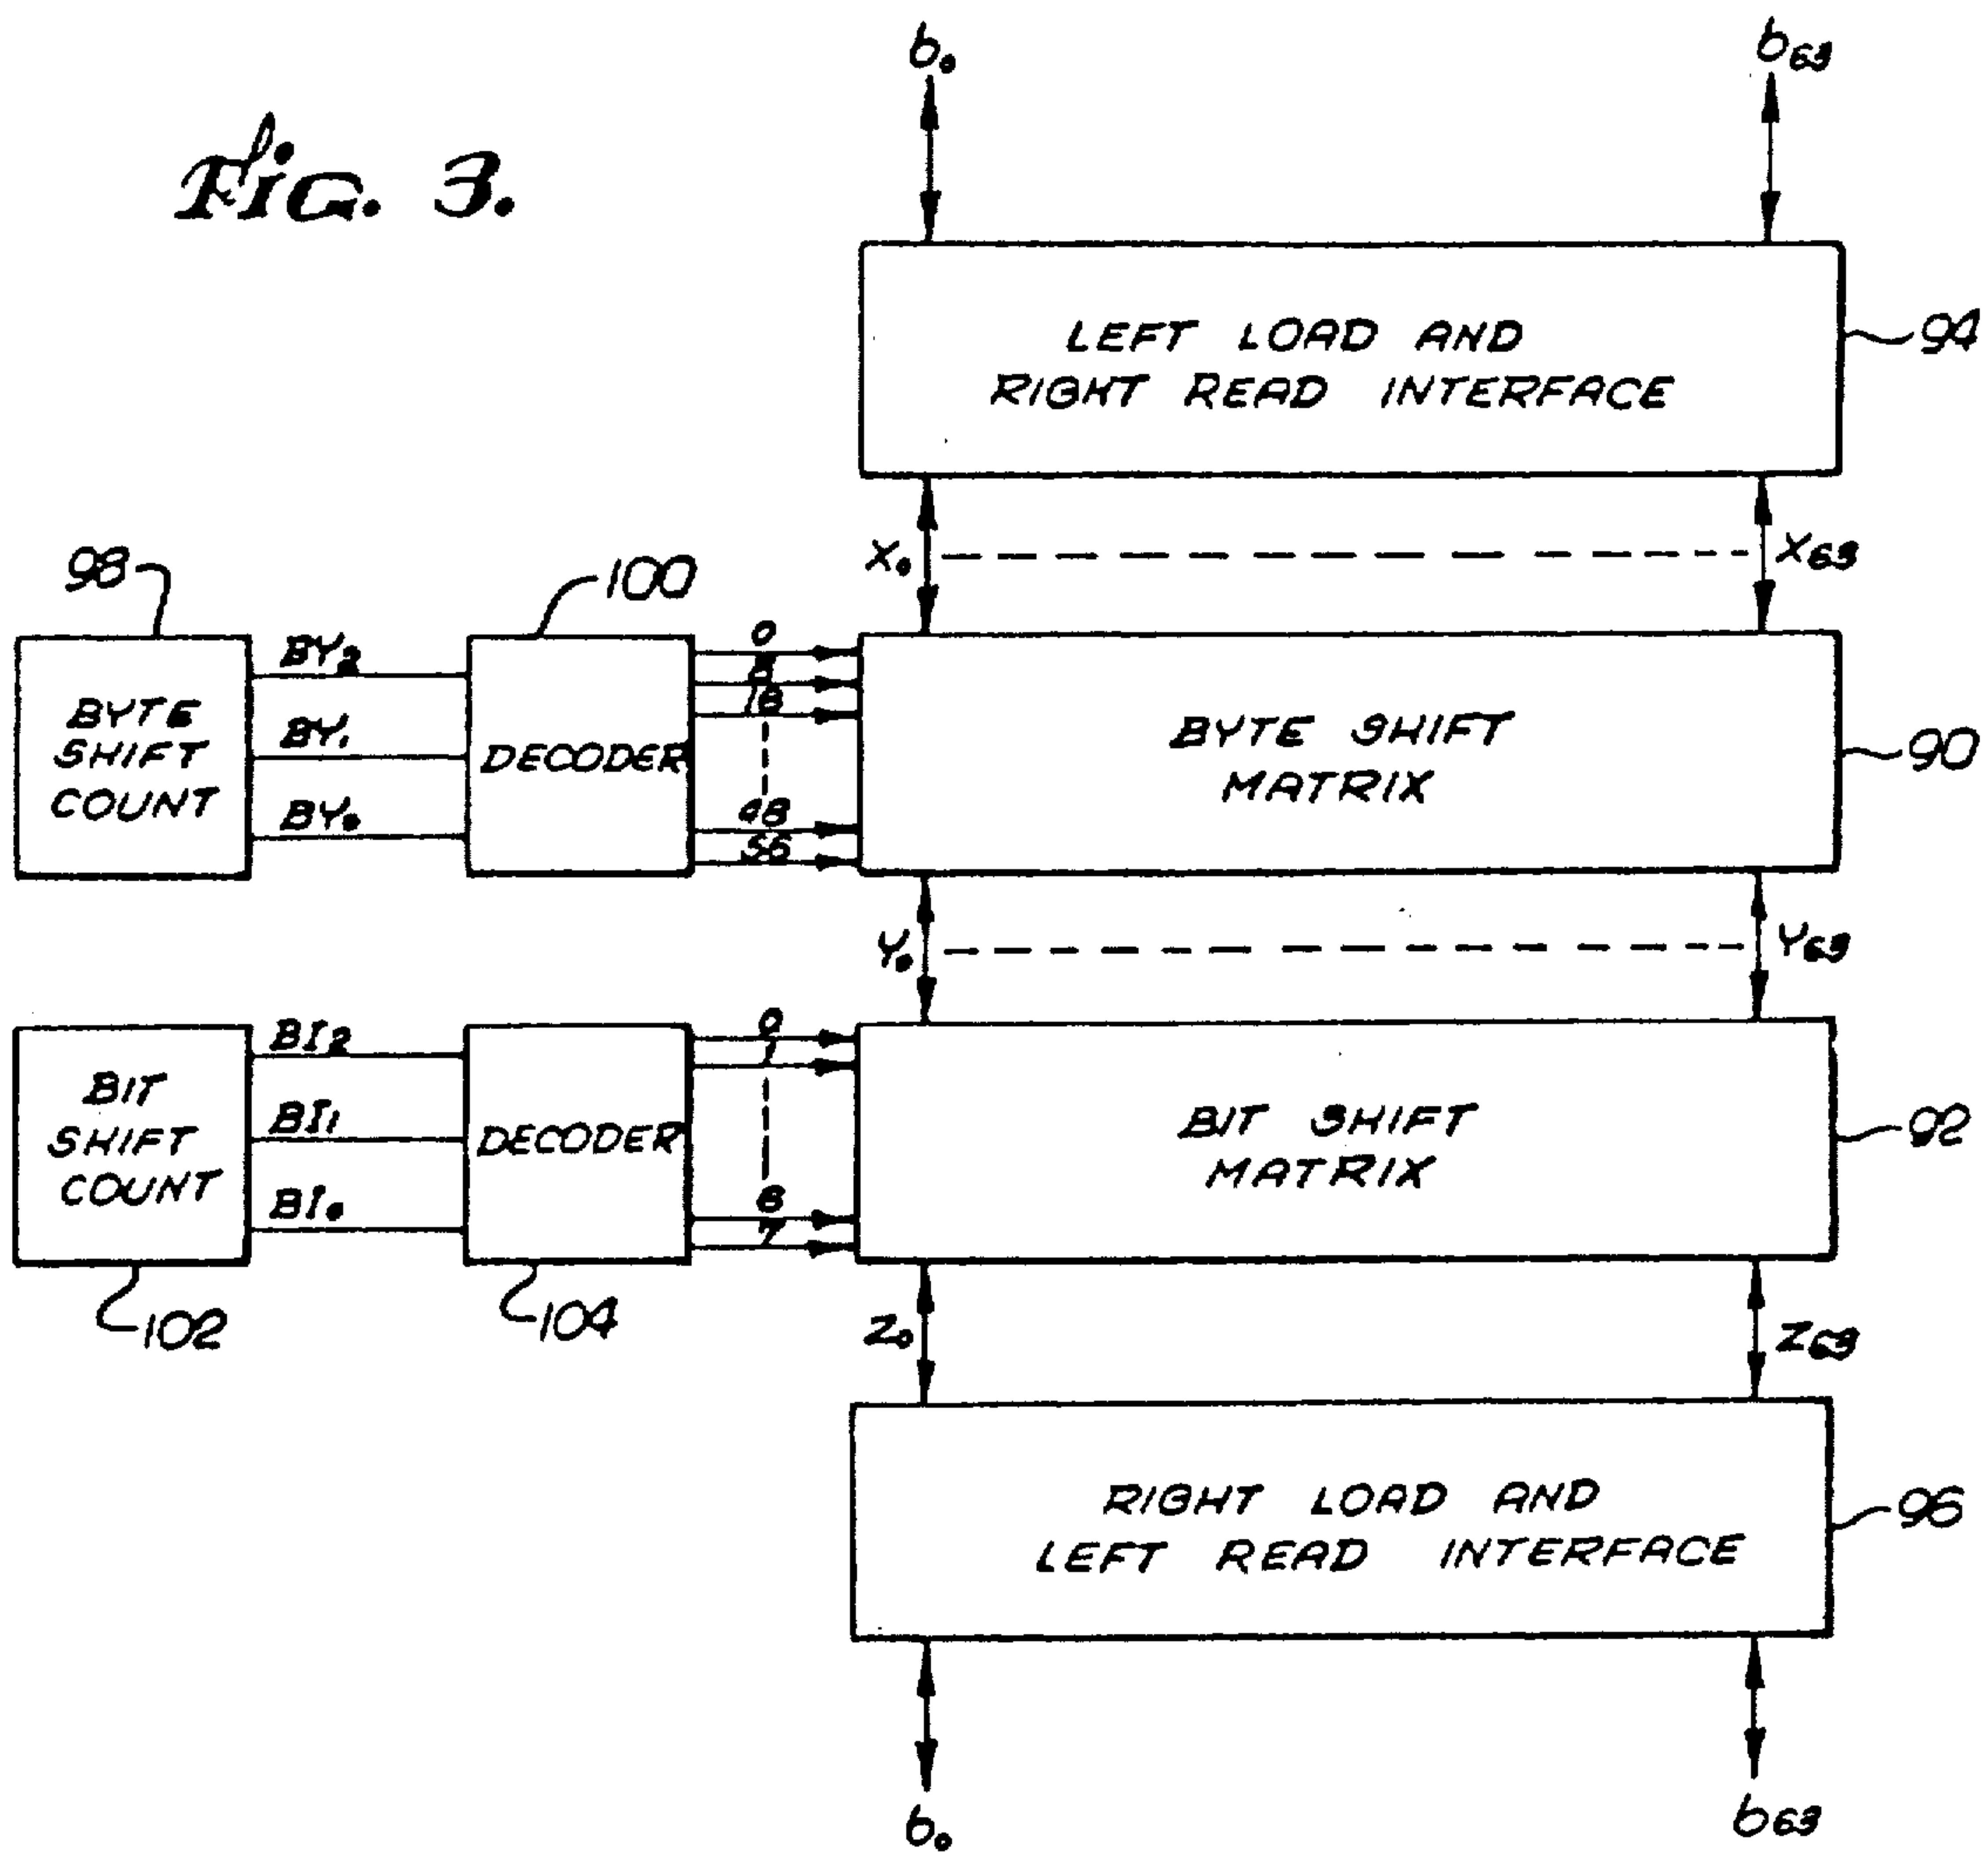 Fig. 3.
b₀
b₆₃
LEFT LOAD AND
RIGHT READ INTERFACE
94
X₀
X₆₃
98
100
BYTE
SHIFT
COUNT
BY₂
BY₁
BY₀
DECODER
0
8
18
48
56
BYTE SHIFT
MATRIX
90
Y₀
Y₆₃
BIT
SHIFT
COUNT
BI₂
BI₁
BI₀
DECODER
0
1
6
7
BIT SHIFT
MATRIX
92
102
104
Z₀
Z₆₃
RIGHT LOAD AND
LEFT READ INTERFACE
96
b₀
b₆₃